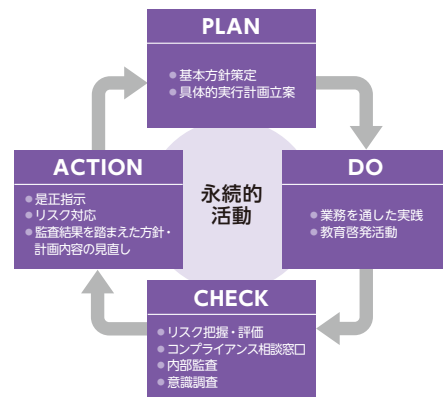 PLAN
●基本方針策定
●具体的実行計画立案
DO
●業務を通した実践
●教育啓発活動
CHECK
●リスク把握・評価
●コンプライアンス相談窓口
●内部監査
●意識調査
ACTION
●是正指示
●リスク対応
●監査結果を踏まえた方針・
計画内容の見直し
永続的
活動